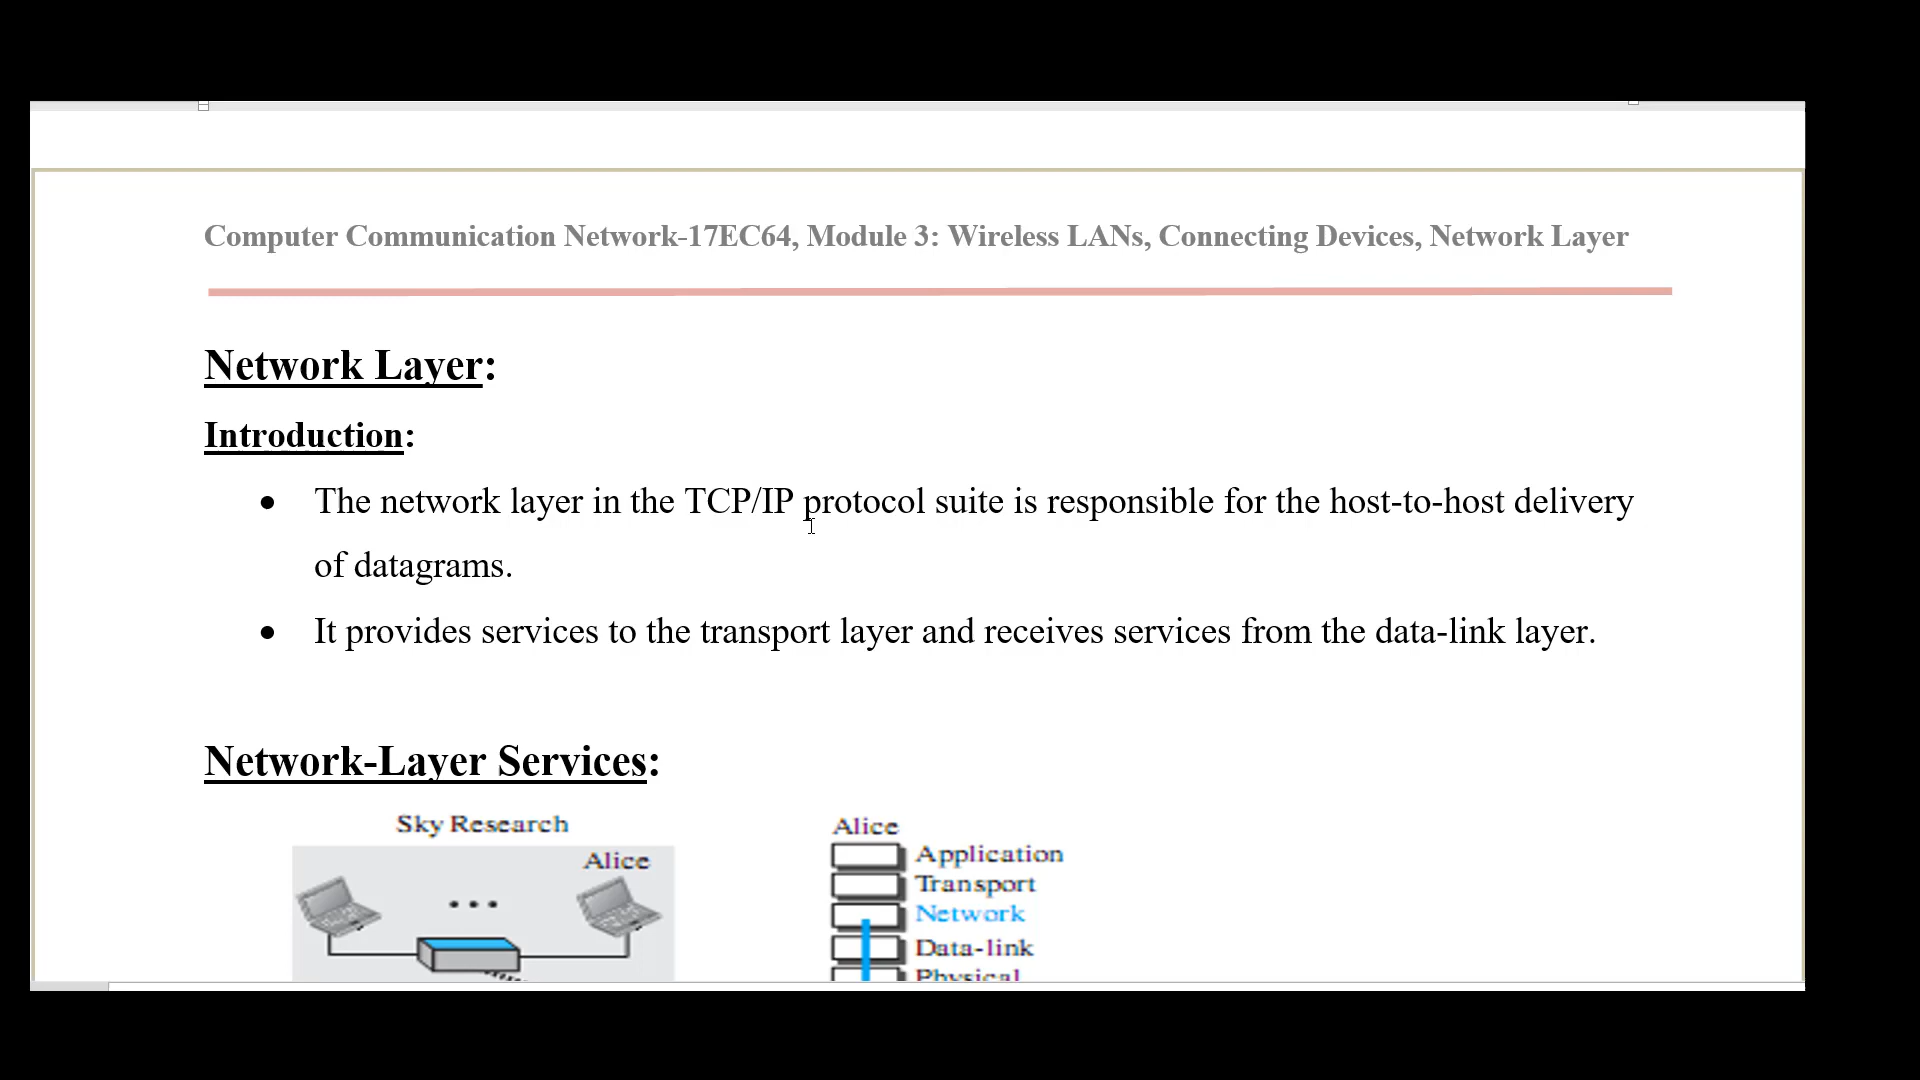 Computer Communication Network-17EC64, Module 3: Wireless LANs, Connecting Devices, Network Layer
Network Layer:
Introduction:
• The network layer in the TCP/IP protocol suite is responsible for the host-to-host delivery
of datagrams.
• It provides services to the transport layer and receives services from the data-link layer.
Network-Layer Services:
Sky Research
Alice
Alice
Application
Transport
Network
Data-link
Physical